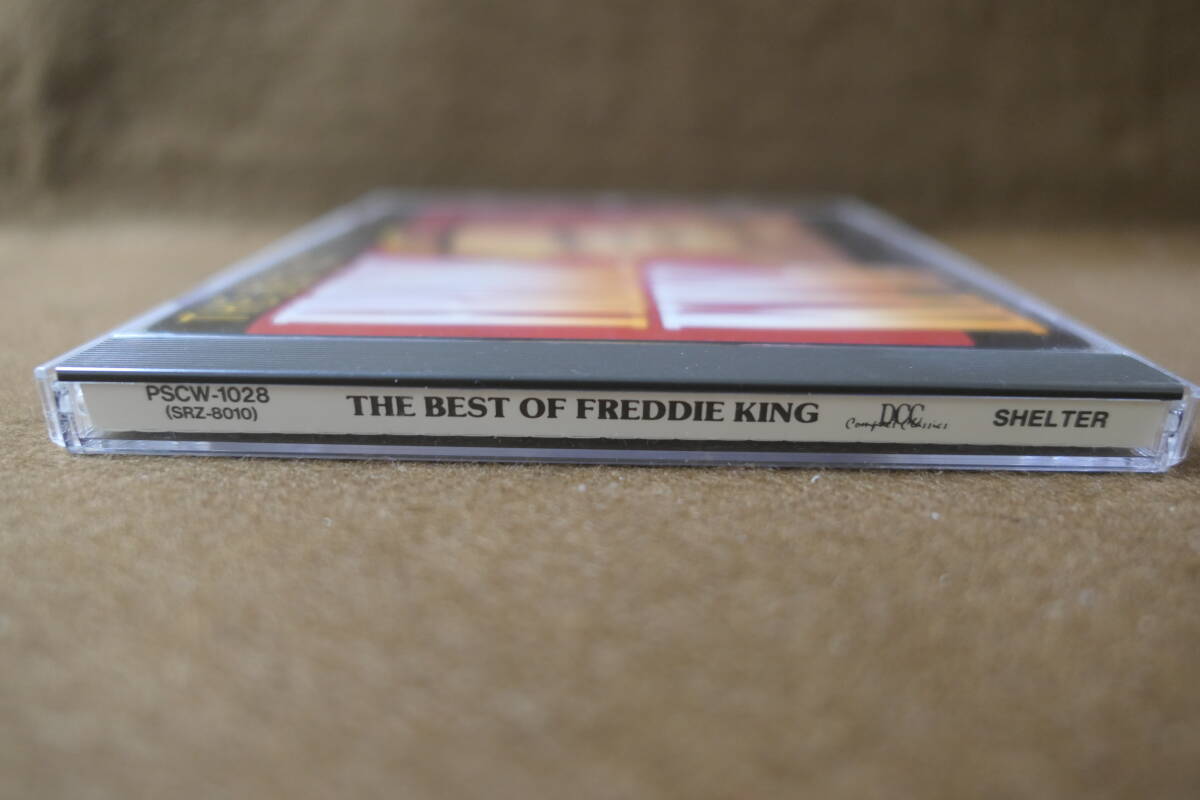 PSCW-1028
(SRZ-8010)
THE BEST OF FREDDIE KING
DCC
Compact Classics
SHELTER